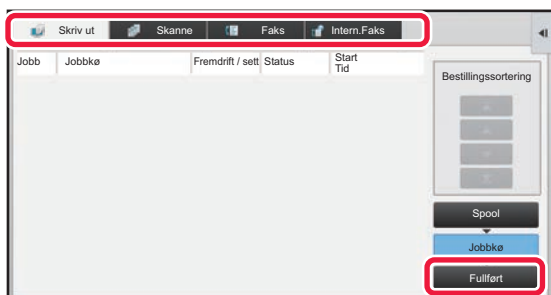 Skriv ut Skanne Faks Intern.Faks
Jobb Jobbkø Fremdrift / sett Status Start
Tid
Bestillingssortering
Spool
Jobbkø
Fullført